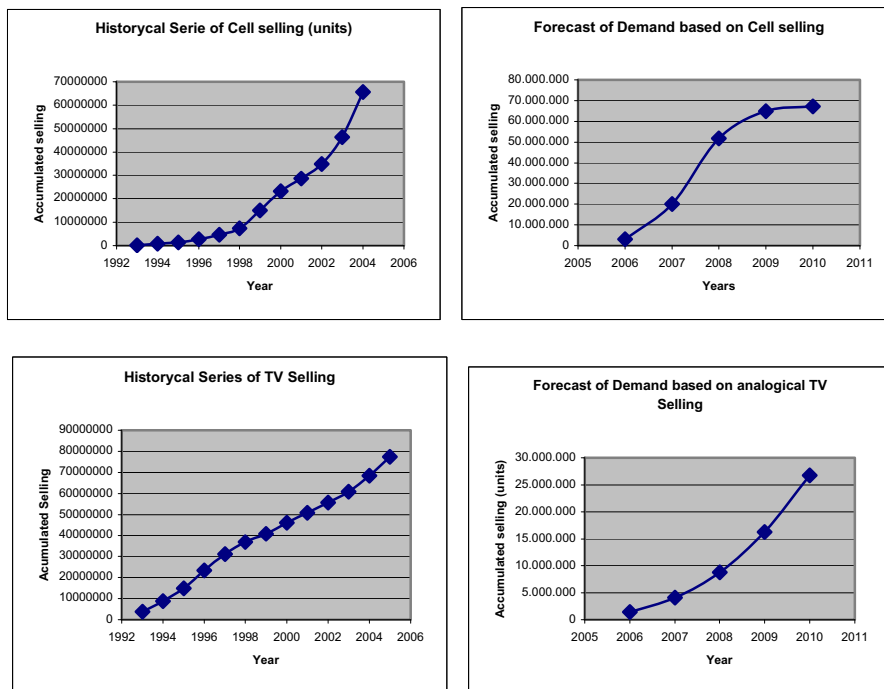 Historycal Serie of Cell selling (units)
Accumulated selling
70000000
60000000
50000000
40000000
30000000
20000000
10000000
0
1992 1994 1996 1998 2000 2002 2004 2006
Year
Forecast of Demand based on Cell selling
Accumulated selling
80.000.000
70.000.000
60.000.000
50.000.000
40.000.000
30.000.000
20.000.000
10.000.000
0
2005 2006 2007 2008 2009 2010 2011
Years
Historycal Series of TV Selling
Acumulated Selling
90000000
80000000
70000000
60000000
50000000
40000000
30000000
20000000
10000000
0
1992 1994 1996 1998 2000 2002 2004 2006
Year
Forecast of Demand based on analogical TV
Selling
Accumulated selling (units)
30.000.000
25.000.000
20.000.000
15.000.000
10.000.000
5.000.000
0
2005 2006 2007 2008 2009 2010 2011
Year